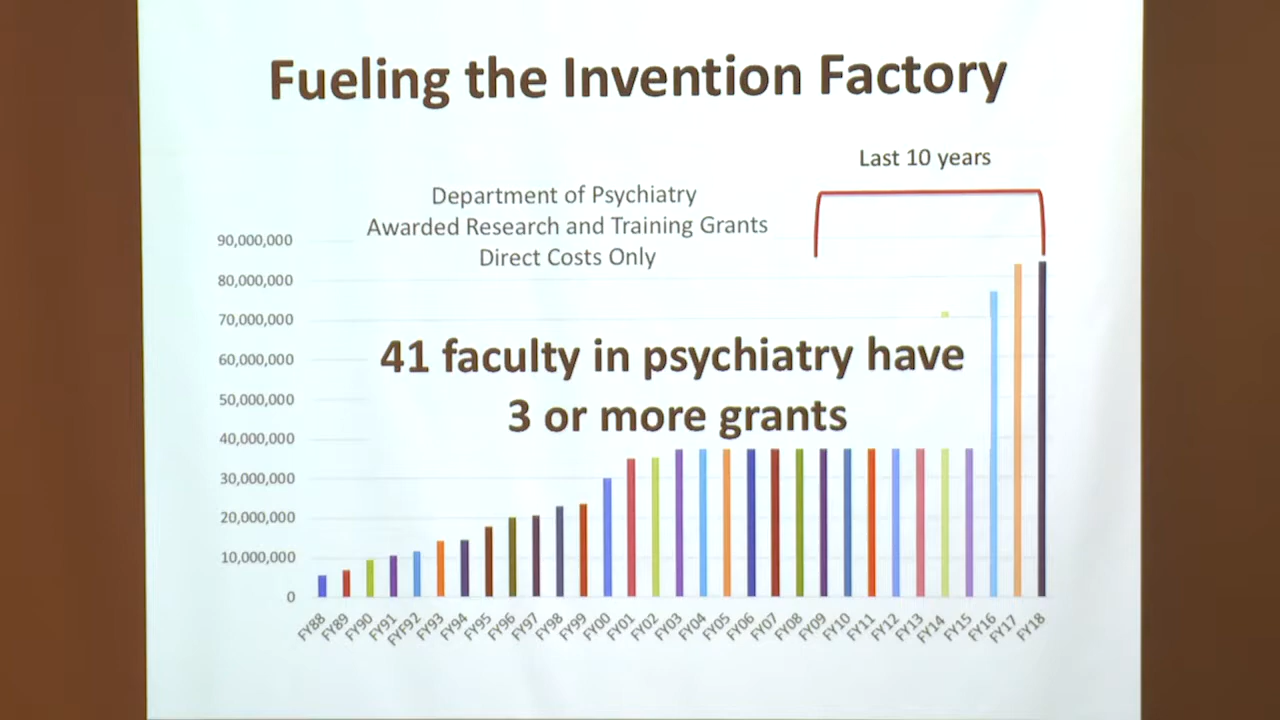 Fueling the Invention Factory
Last 10 years
Department of Psychiatry
Awarded Research and Training Grants
Direct Costs Only
90,000,000
80,000,000
70,000,000
60,000,000
50,000,000
40,000,000
30,000,000
20,000,000
10,000,000
0
41 faculty in psychiatry have
3 or more grants
FY88
FY89
FY90
FY91
FYF92
FY93
FY94
FY95
FY96
FY97
FY98
FY99
FY00
FY01
FY02
FY03
FY04
FY05
FY06
FY07
FY08
FY09
FY10
FY11
FY12
FY13
FY14
FY15
FY16
FY17
FY18